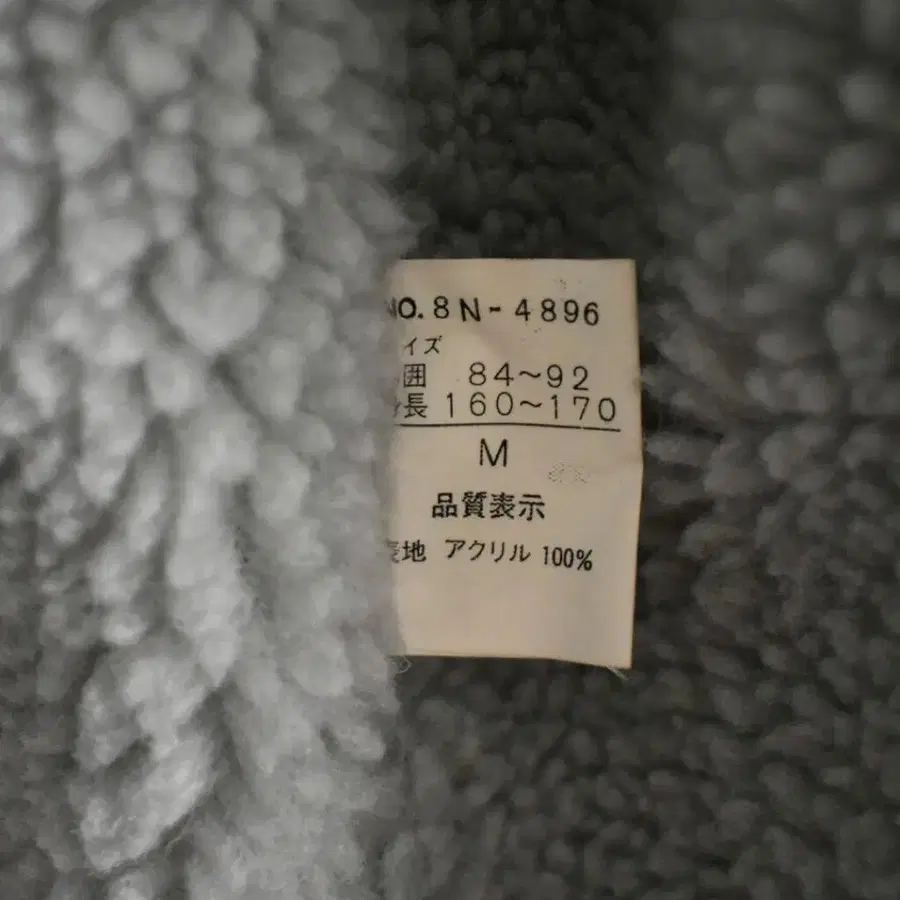 NO.8N-4896
イズ
囲 84～92
長 160～170
M
品質表示
表地 アクリル 100%